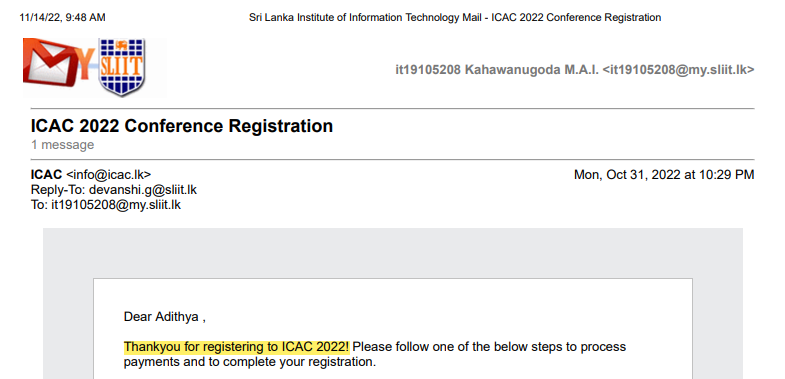 11/14/22, 9:48 AM
Sri Lanka Institute of Information Technology Mail - ICAC 2022 Conference Registration
MY SLIIT
it19105208 Kahawanugoda M.A.I. <it19105208@my.sliit.lk>
ICAC 2022 Conference Registration
1 message
ICAC <info@icac.lk>
Mon, Oct 31, 2022 at 10:29 PM
Reply-To: devanshi.g@sliit.lk
To: it19105208@my.sliit.lk
Dear Adithya ,
Thankyou for registering to ICAC 2022! Please follow one of the below steps to process
payments and to complete your registration.